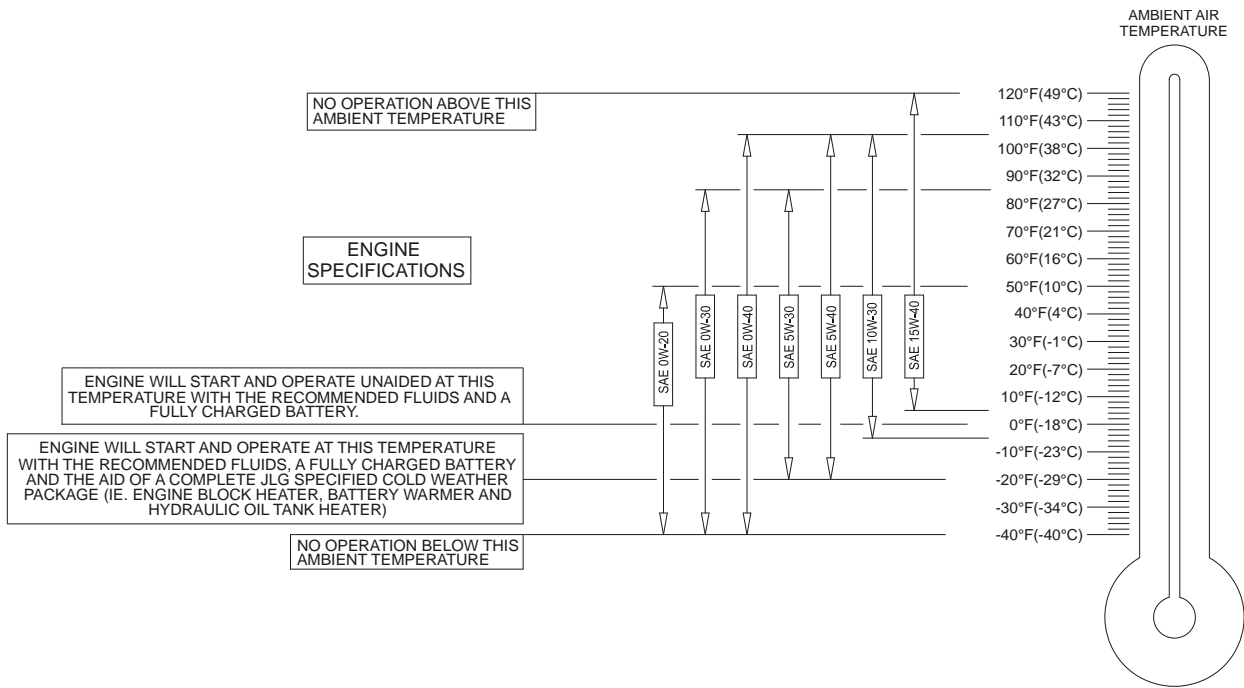 AMBIENT AIR
TEMPERATURE
NO OPERATION ABOVE THIS
AMBIENT TEMPERATURE
120°F(49°C)
110°F(43°C)
100°F(38°C)
90°F(32°C)
80°F(27°C)
70°F(21°C)
60°F(16°C)
50°F(10°C)
40°F(4°C)
30°F(-1°C)
20°F(-7°C)
10°F(-12°C)
0°F(-18°C)
-10°F(-23°C)
-20°F(-29°C)
-30°F(-34°C)
-40°F(-40°C)
ENGINE
SPECIFICATIONS
SAE 0W-20
SAE 0W-30
SAE 0W-40
SAE 5W-30
SAE 5W-40
SAE 10W-30
SAE 15W-40
ENGINE WILL START AND OPERATE UNAIDED AT THIS
TEMPERATURE WITH THE RECOMMENDED FLUIDS AND A
FULLY CHARGED BATTERY.
ENGINE WILL START AND OPERATE AT THIS TEMPERATURE
WITH THE RECOMMENDED FLUIDS, A FULLY CHARGED BATTERY
AND THE AID OF A COMPLETE JLG SPECIFIED COLD WEATHER
PACKAGE (IE. ENGINE BLOCK HEATER, BATTERY WARMER AND
HYDRAULIC OIL TANK HEATER)
NO OPERATION BELOW THIS
AMBIENT TEMPERATURE